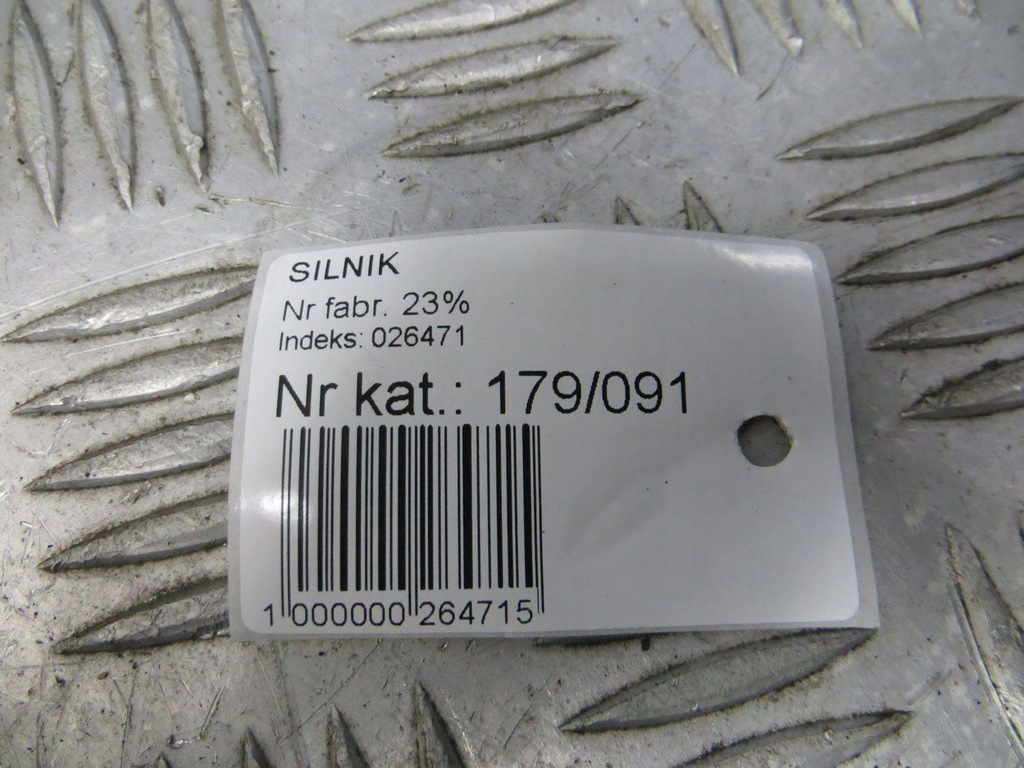 SILNIK
Nr fabr. 23%
Indeks: 026471
Nr kat.: 179/091
1 000000 264715